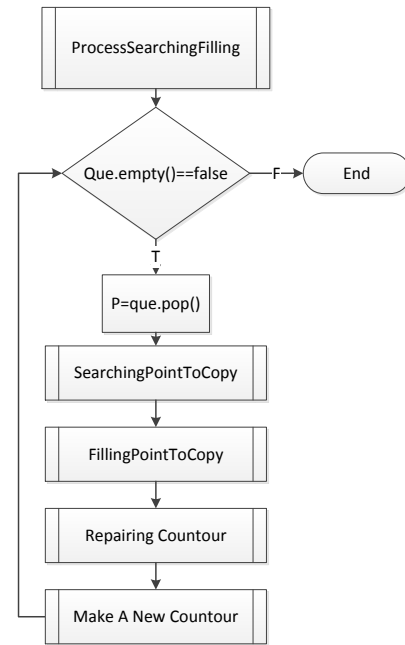 ProcessSearchingFilling
Que.empty()==false
F
End
T
P=que.pop()
SearchingPointToCopy
FillingPointToCopy
Repairing Countour
Make A New Countour